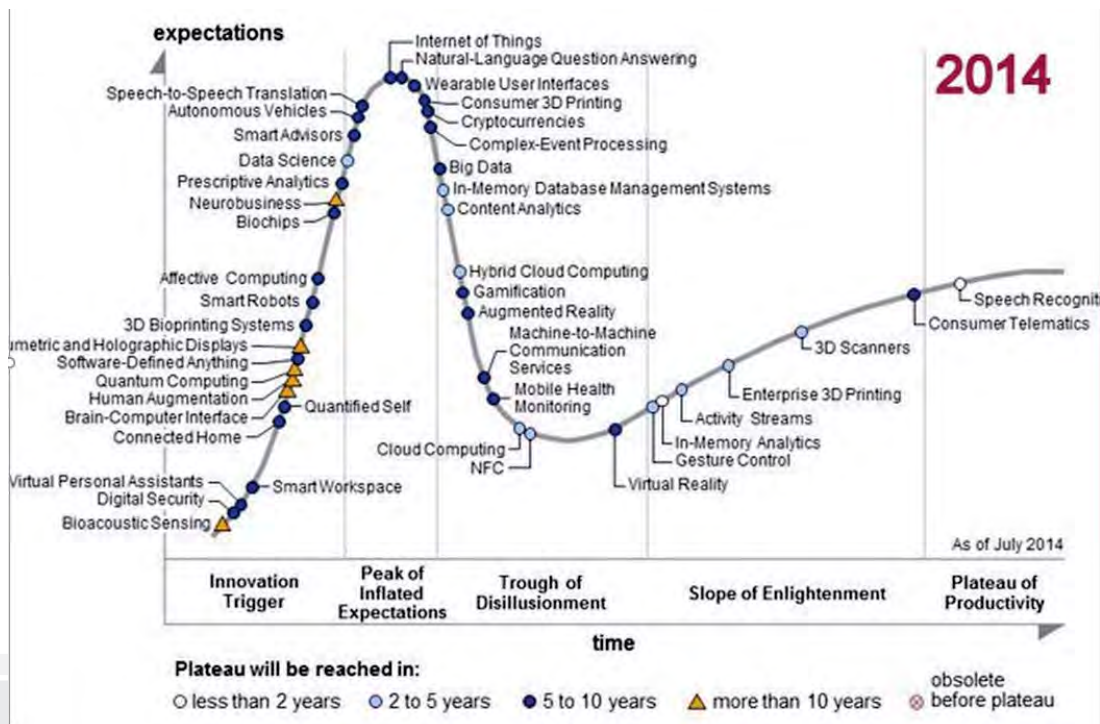 expectations
2014
Internet of Things
Natural-Language Question Answering
Wearable User Interfaces
Consumer 3D Printing
Cryptocurrencies
Complex-Event Processing
Speech-to-Speech Translation
Autonomous Vehicles
Smart Advisors
Data Science
Prescriptive Analytics
Neurobusiness
Biochips
Big Data
In-Memory Database Management Systems
Content Analytics
Affective Computing
Smart Robots
3D Bioprinting Systems
umetric and Holographic Displays
Software-Defined Anything
Quantum Computing
Human Augmentation
Brain-Computer Interface
Connected Home
Quantified Self
Virtual Personal Assistants
Digital Security
Bioacoustic Sensing
Smart Workspace
Hybrid Cloud Computing
Gamification
Augmented Reality
Machine-to-Machine
Communication
Services
Mobile Health
Monitoring
Cloud Computing
NFC
Virtual Reality
Gesture Control
In-Memory Analytics
Activity Streams
Enterprise 3D Printing
3D Scanners
Consumer Telematics
Speech Recognit
As of July 2014
Innovation
Trigger
Peak of
Inflated
Expectations
Trough of
Disillusionment
Slope of Enlightenment
Plateau of
Productivity
time
Plateau will be reached in:
less than 2 years
2 to 5 years
5 to 10 years
more than 10 years
obsolete
before plateau